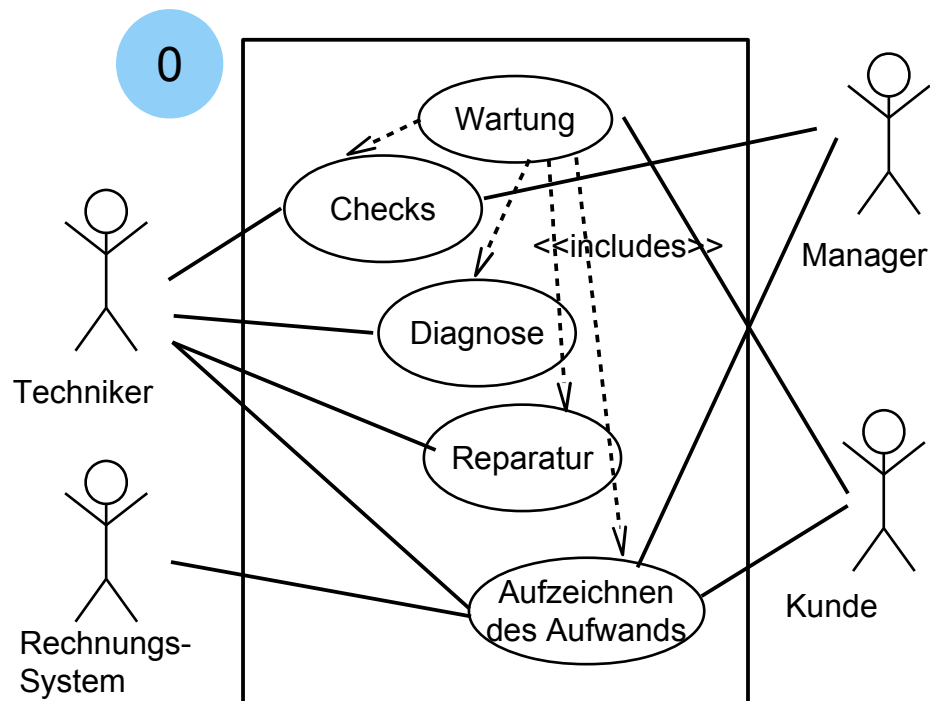 0
Wartung
Checks
<<includes>>
Manager
Diagnose
Techniker
Reparatur
Aufzeichnen
des Aufwands
Kunde
Rechnungs-
System